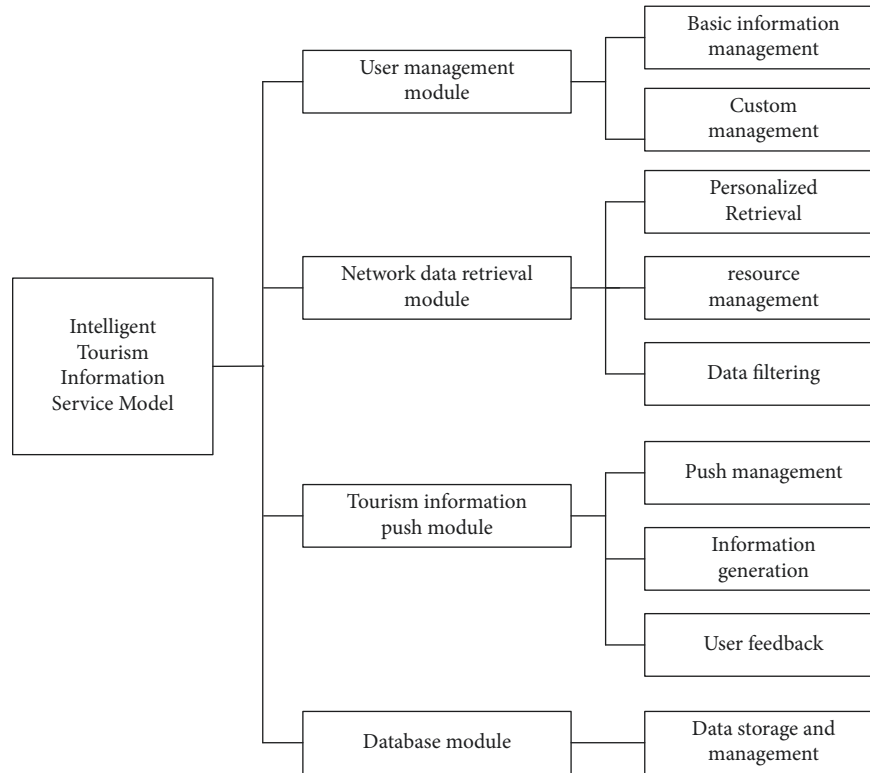 Intelligent
Tourism
Information
Service Model
User management
module
Basic information
management
Custom
management
Network data retrieval
module
Personalized
Retrieval
resource
management
Data filtering
Tourism information
push module
Push management
Information
generation
User feedback
Database module
Data storage and
management